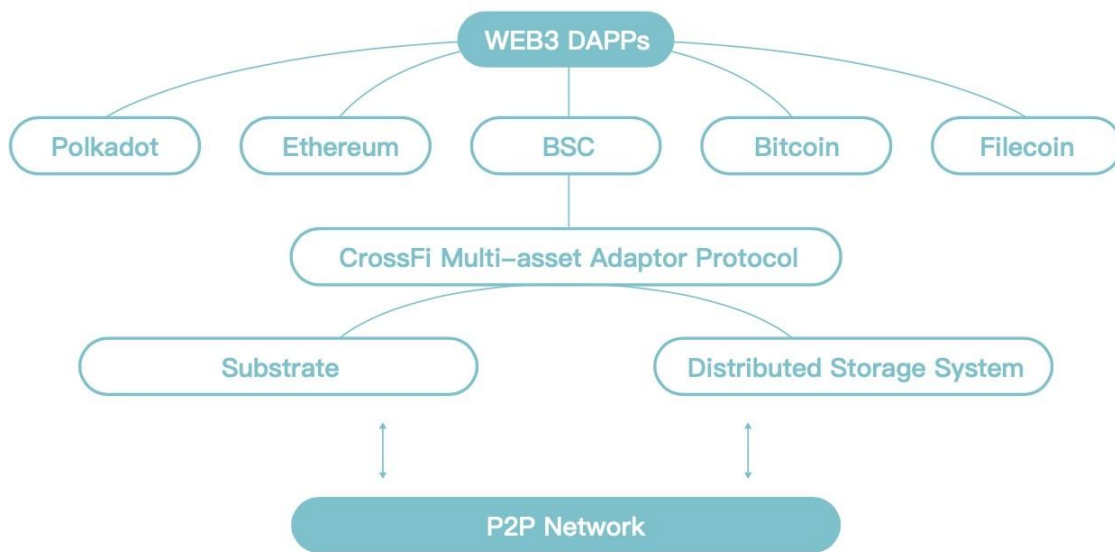 WEB3 DAPPs
Polkadot
Ethereum
BSC
Bitcoin
Filecoin
CrossFi Multi–asset Adaptor Protocol
Substrate
Distributed Storage System
P2P Network